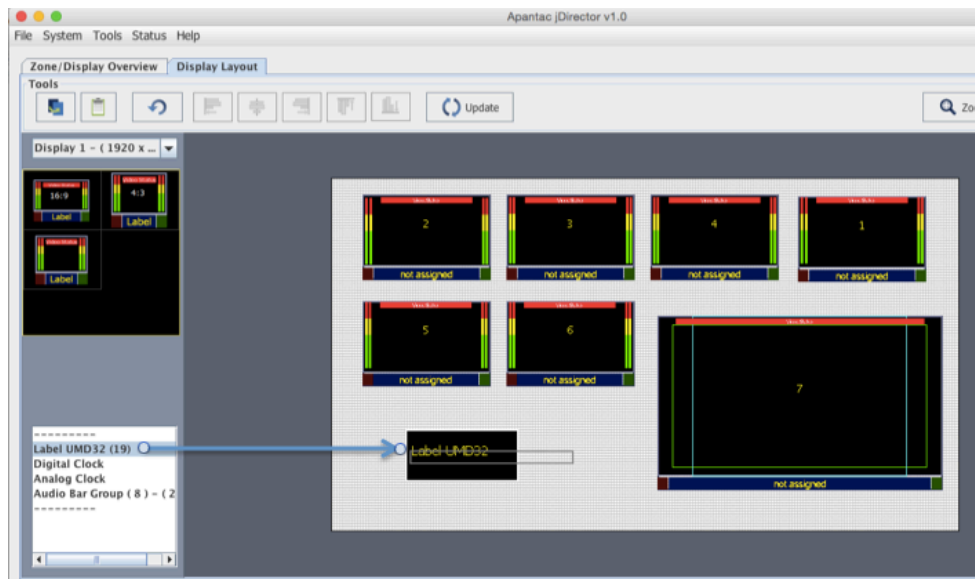 Apantac jDirector v1.0
File System Tools Status Help
Zone/Display Overview Display Layout
Tools
Update
Display 1 - ( 1920 x ...
16:9
4:3
Label
Label
Label
2
3
4
1
not assigned
not assigned
not assigned
not assigned
5
6
7
not assigned
not assigned
not assigned
---------
Label UMD32 (19)
Digital Clock
Analog Clock
Audio Bar Group ( 8 ) - ( 2
---------
Label UMD32